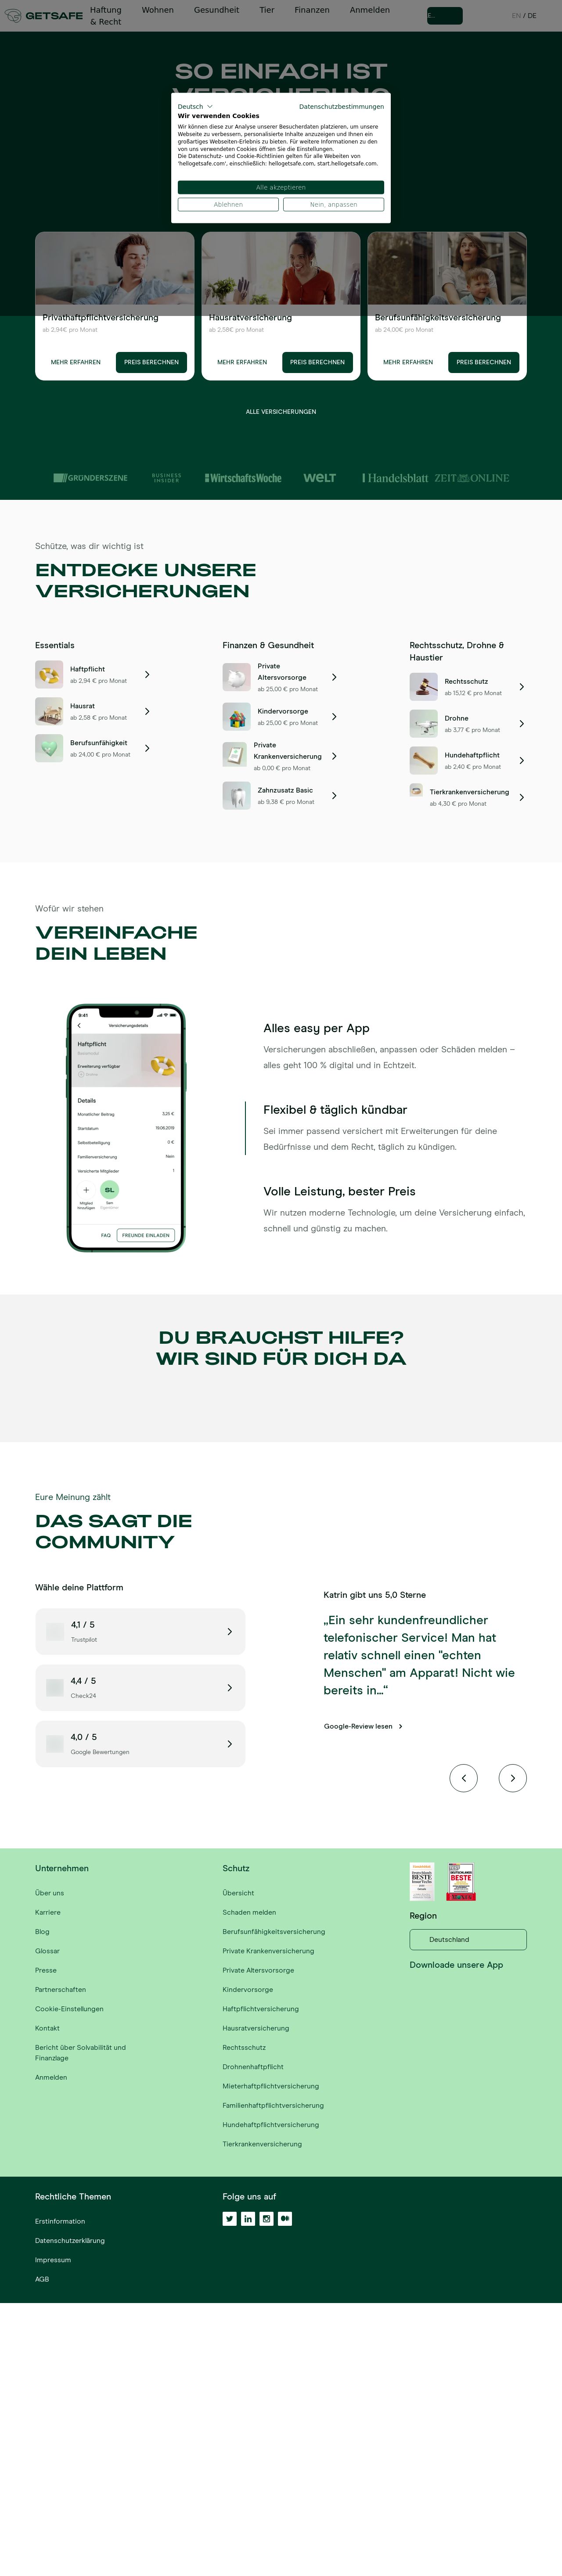 GETSAFE
Haftung
& Recht
Wohnen
Gesundheit
Tier
Finanzen
Anmelden
E...
EN / DE
SO EINFACH IST
Deutsch
Datenschutzbestimmungen
Wir verwenden Cookies
Wir können diese zur Analyse unserer Besucherdaten platzieren, um unsere
Webseite zu verbessern, personalisierte Inhalte anzuzeigen und Ihnen ein
großartiges Webseiten-Erlebnis zu bieten. Für weitere Informationen zu den
von uns verwendeten Cookies öffnen Sie die Einstellungen.
Die Datenschutz- und Cookie-Richtlinien gelten für alle Webeiten von
'hellogetsafe.com', einschließlich: hellogetsafe.com, start.hellogetsafe.com.
Alle akzeptieren
Ablehnen
Nein, anpassen
Privathaftpflichtversicherung
ab 2,94€ pro Monat
MEHR ERFAHREN
PREIS BERECHNEN
Hausratversicherung
ab 2,58€ pro Monat
MEHR ERFAHREN
PREIS BERECHNEN
Berufsunfähigkeitsversicherung
ab 24,00€ pro Monat
MEHR ERFAHREN
PREIS BERECHNEN
ALLE VERSICHERUNGEN
GRÜNDERSZENE
BUSINESS
INSIDER
WirtschaftsWoche
WELT
Handelsblatt
ZEIT ONLINE
Schütze, was dir wichtig ist
ENTDECKE UNSERE
VERSICHERUNGEN
Essentials
Haftpflicht
ab 2,94 € pro Monat
Hausrat
ab 2,58 € pro Monat
Berufsunfähigkeit
ab 24,00 € pro Monat
Finanzen & Gesundheit
Private
Altersvorsorge
ab 25,00 € pro Monat
Kindervorsorge
ab 25,00 € pro Monat
Private
Krankenversicherung
ab 0,00 € pro Monat
Zahnzusatz Basic
ab 9,38 € pro Monat
Rechtsschutz, Drohne &
Haustier
Rechtsschutz
ab 15,12 € pro Monat
Drohne
ab 3,77 € pro Monat
Hundehaftpflicht
ab 2,40 € pro Monat
Tierkrankenversicherung
ab 4,30 € pro Monat
Wofür wir stehen
VEREINFACHE
DEIN LEBEN
9:41
Versicherungsdetails
Haftpflicht
Erweiterung verfügbar
Details
Monatlicher Beitrag
3,25 €
Startdatum
19.06.2019
Selbstbeteiligung
0 €
Familienversicherung
Nein
Versicherte Mitglieder
1
SL
Mitglied
hinzufügen
Sam
FAQ
FREUNDE EINLADEN
Alles easy per App
Versicherungen abschließen, anpassen oder Schäden melden –
alles geht 100 % digital und in Echtzeit.
Flexibel & täglich kündbar
Sei immer passend versichert mit Erweiterungen für deine
Bedürfnisse und dem Recht, täglich zu kündigen.
Volle Leistung, bester Preis
Wir nutzen moderne Technologie, um deine Versicherung einfach,
schnell und günstig zu machen.
DU BRAUCHST HILFE?
WIR SIND FÜR DICH DA
Eure Meinung zählt
DAS SAGT DIE
COMMUNITY
Wähle deine Plattform
4,1 / 5
Trustpilot
4,4 / 5
Check24
4,0 / 5
Google Bewertungen
Katrin gibt uns 5,0 Sterne
„Ein sehr kundenfreundlicher
telefonischer Service! Man hat
relativ schnell einen "echten
Menschen" am Apparat! Nicht wie
bereits in...“
Google-Review lesen
Unternehmen
Über uns
Karriere
Blog
Glossar
Presse
Partnerschaften
Cookie-Einstellungen
Kontakt
Bericht über Solvabilität und
Finanzlage
Anmelden
Schutz
Übersicht
Schaden melden
Berufsunfähigkeitsversicherung
Private Krankenversicherung
Private Altersvorsorge
Kindervorsorge
Haftpflichtversicherung
Hausratversicherung
Rechtsschutz
Drohnenhaftpflicht
Mieterhaftpflichtversicherung
Familienhaftpflichtversicherung
Hundehaftpflichtversicherung
Tierkrankenversicherung
BESTE
BESTE
Region
Deutschland
Downloade unsere App
Rechtliche Themen
Erstinformation
Datenschutzerklärung
Impressum
AGB
Folge uns auf